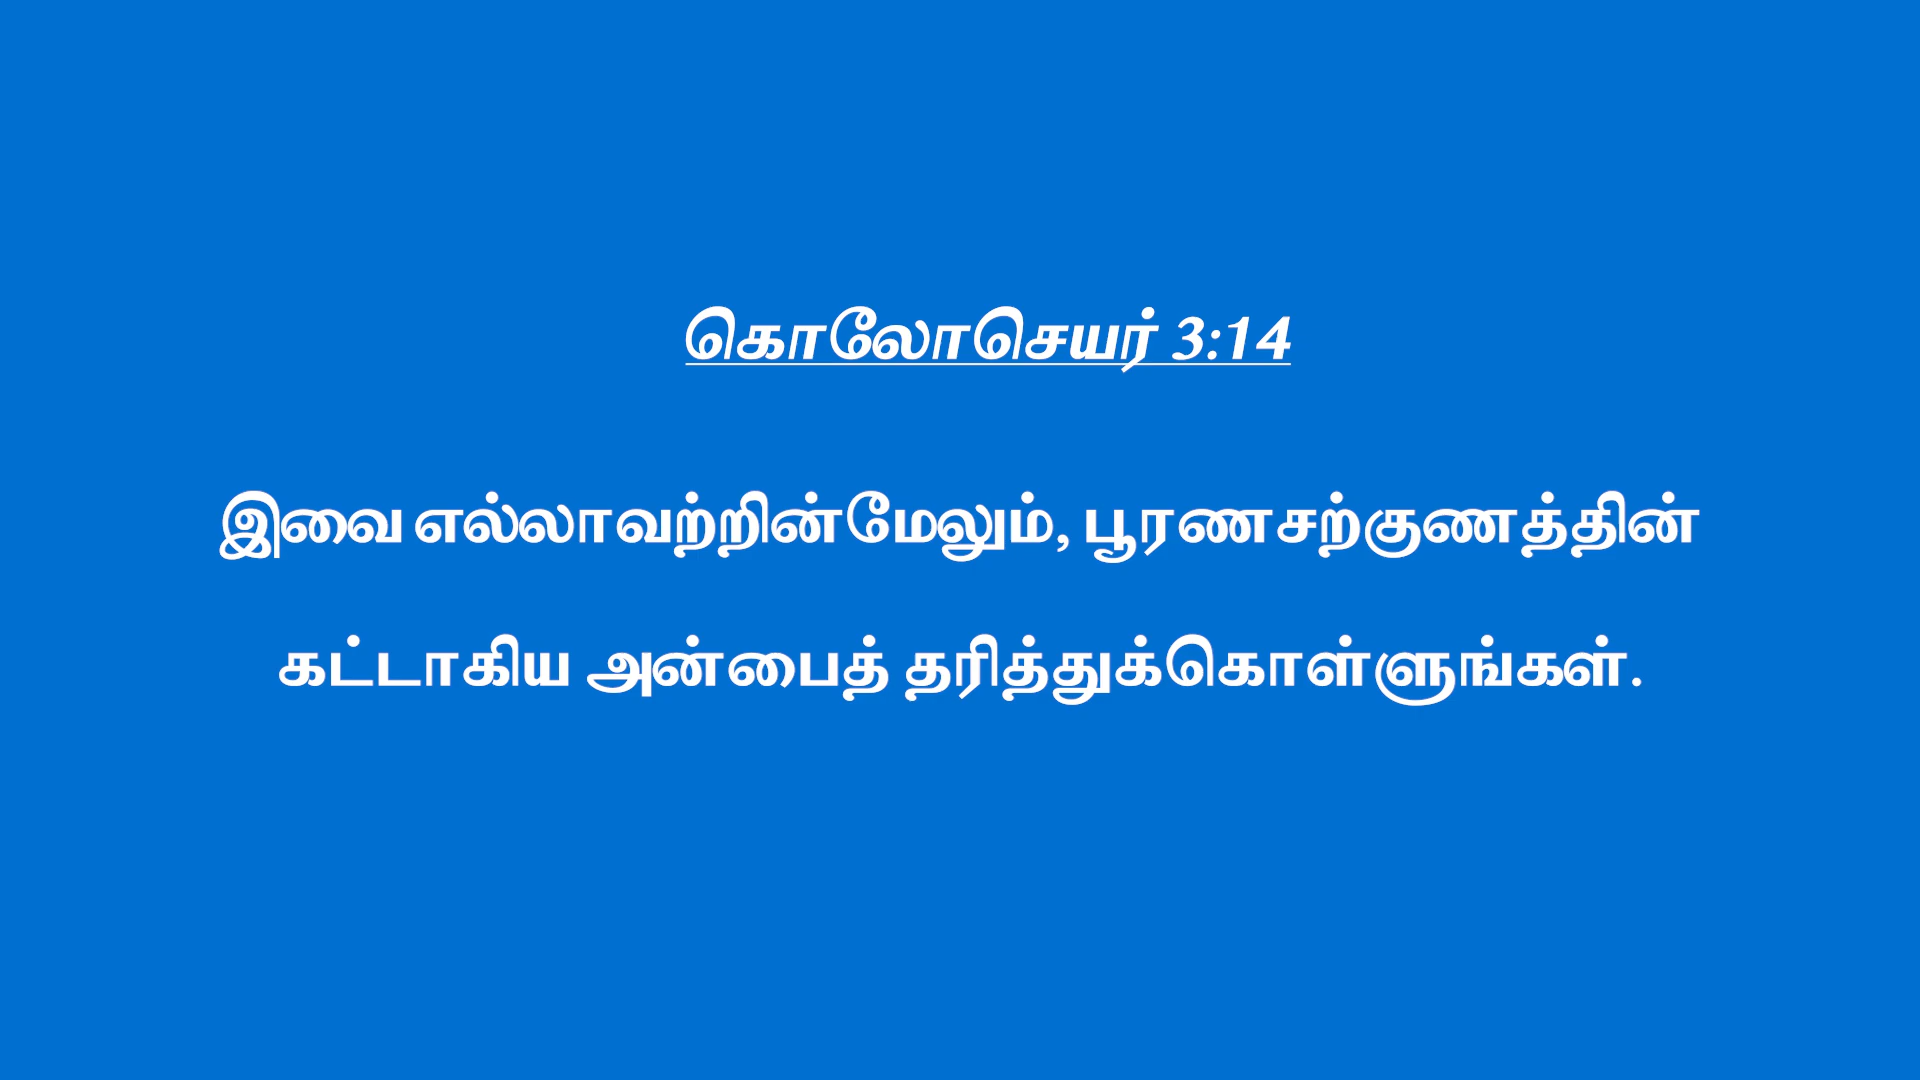 கொலோசெயர் 3:14
இவை எல்லாவற்றின்மேலும், பூரணசற்குணத்தின்
கட்டாகிய அன்பைத் தரித்துக்கொள்ளுங்கள்.